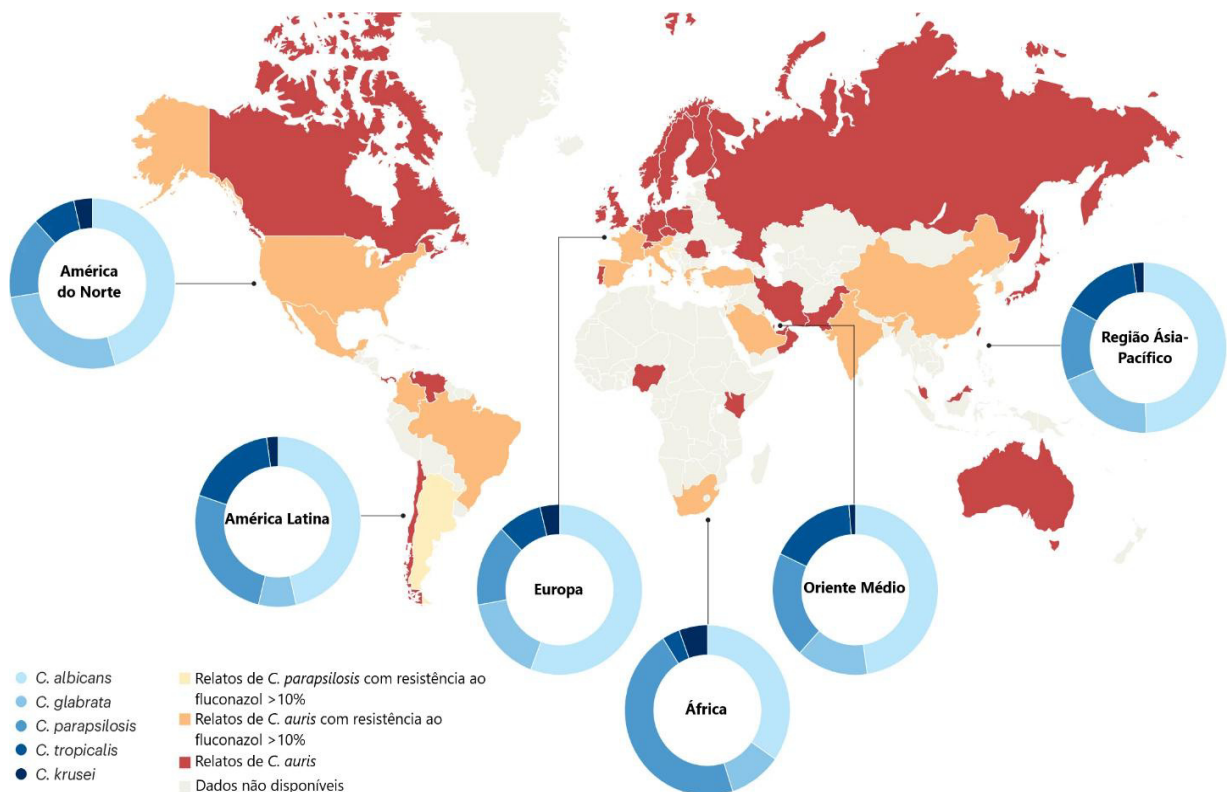 América
do Norte
Região Ásia-
Pacífico
América Latina
Europa
Oriente Médio
África
C. albicans
C. glabrata
C. parapsilosis
C. tropicalis
C. krusei
Relatos de C. parapsilosis com resistência ao
fluconazol >10%
Relatos de C. auris com resistência ao
fluconazol >10%
Relatos de C. auris
Dados não disponíveis